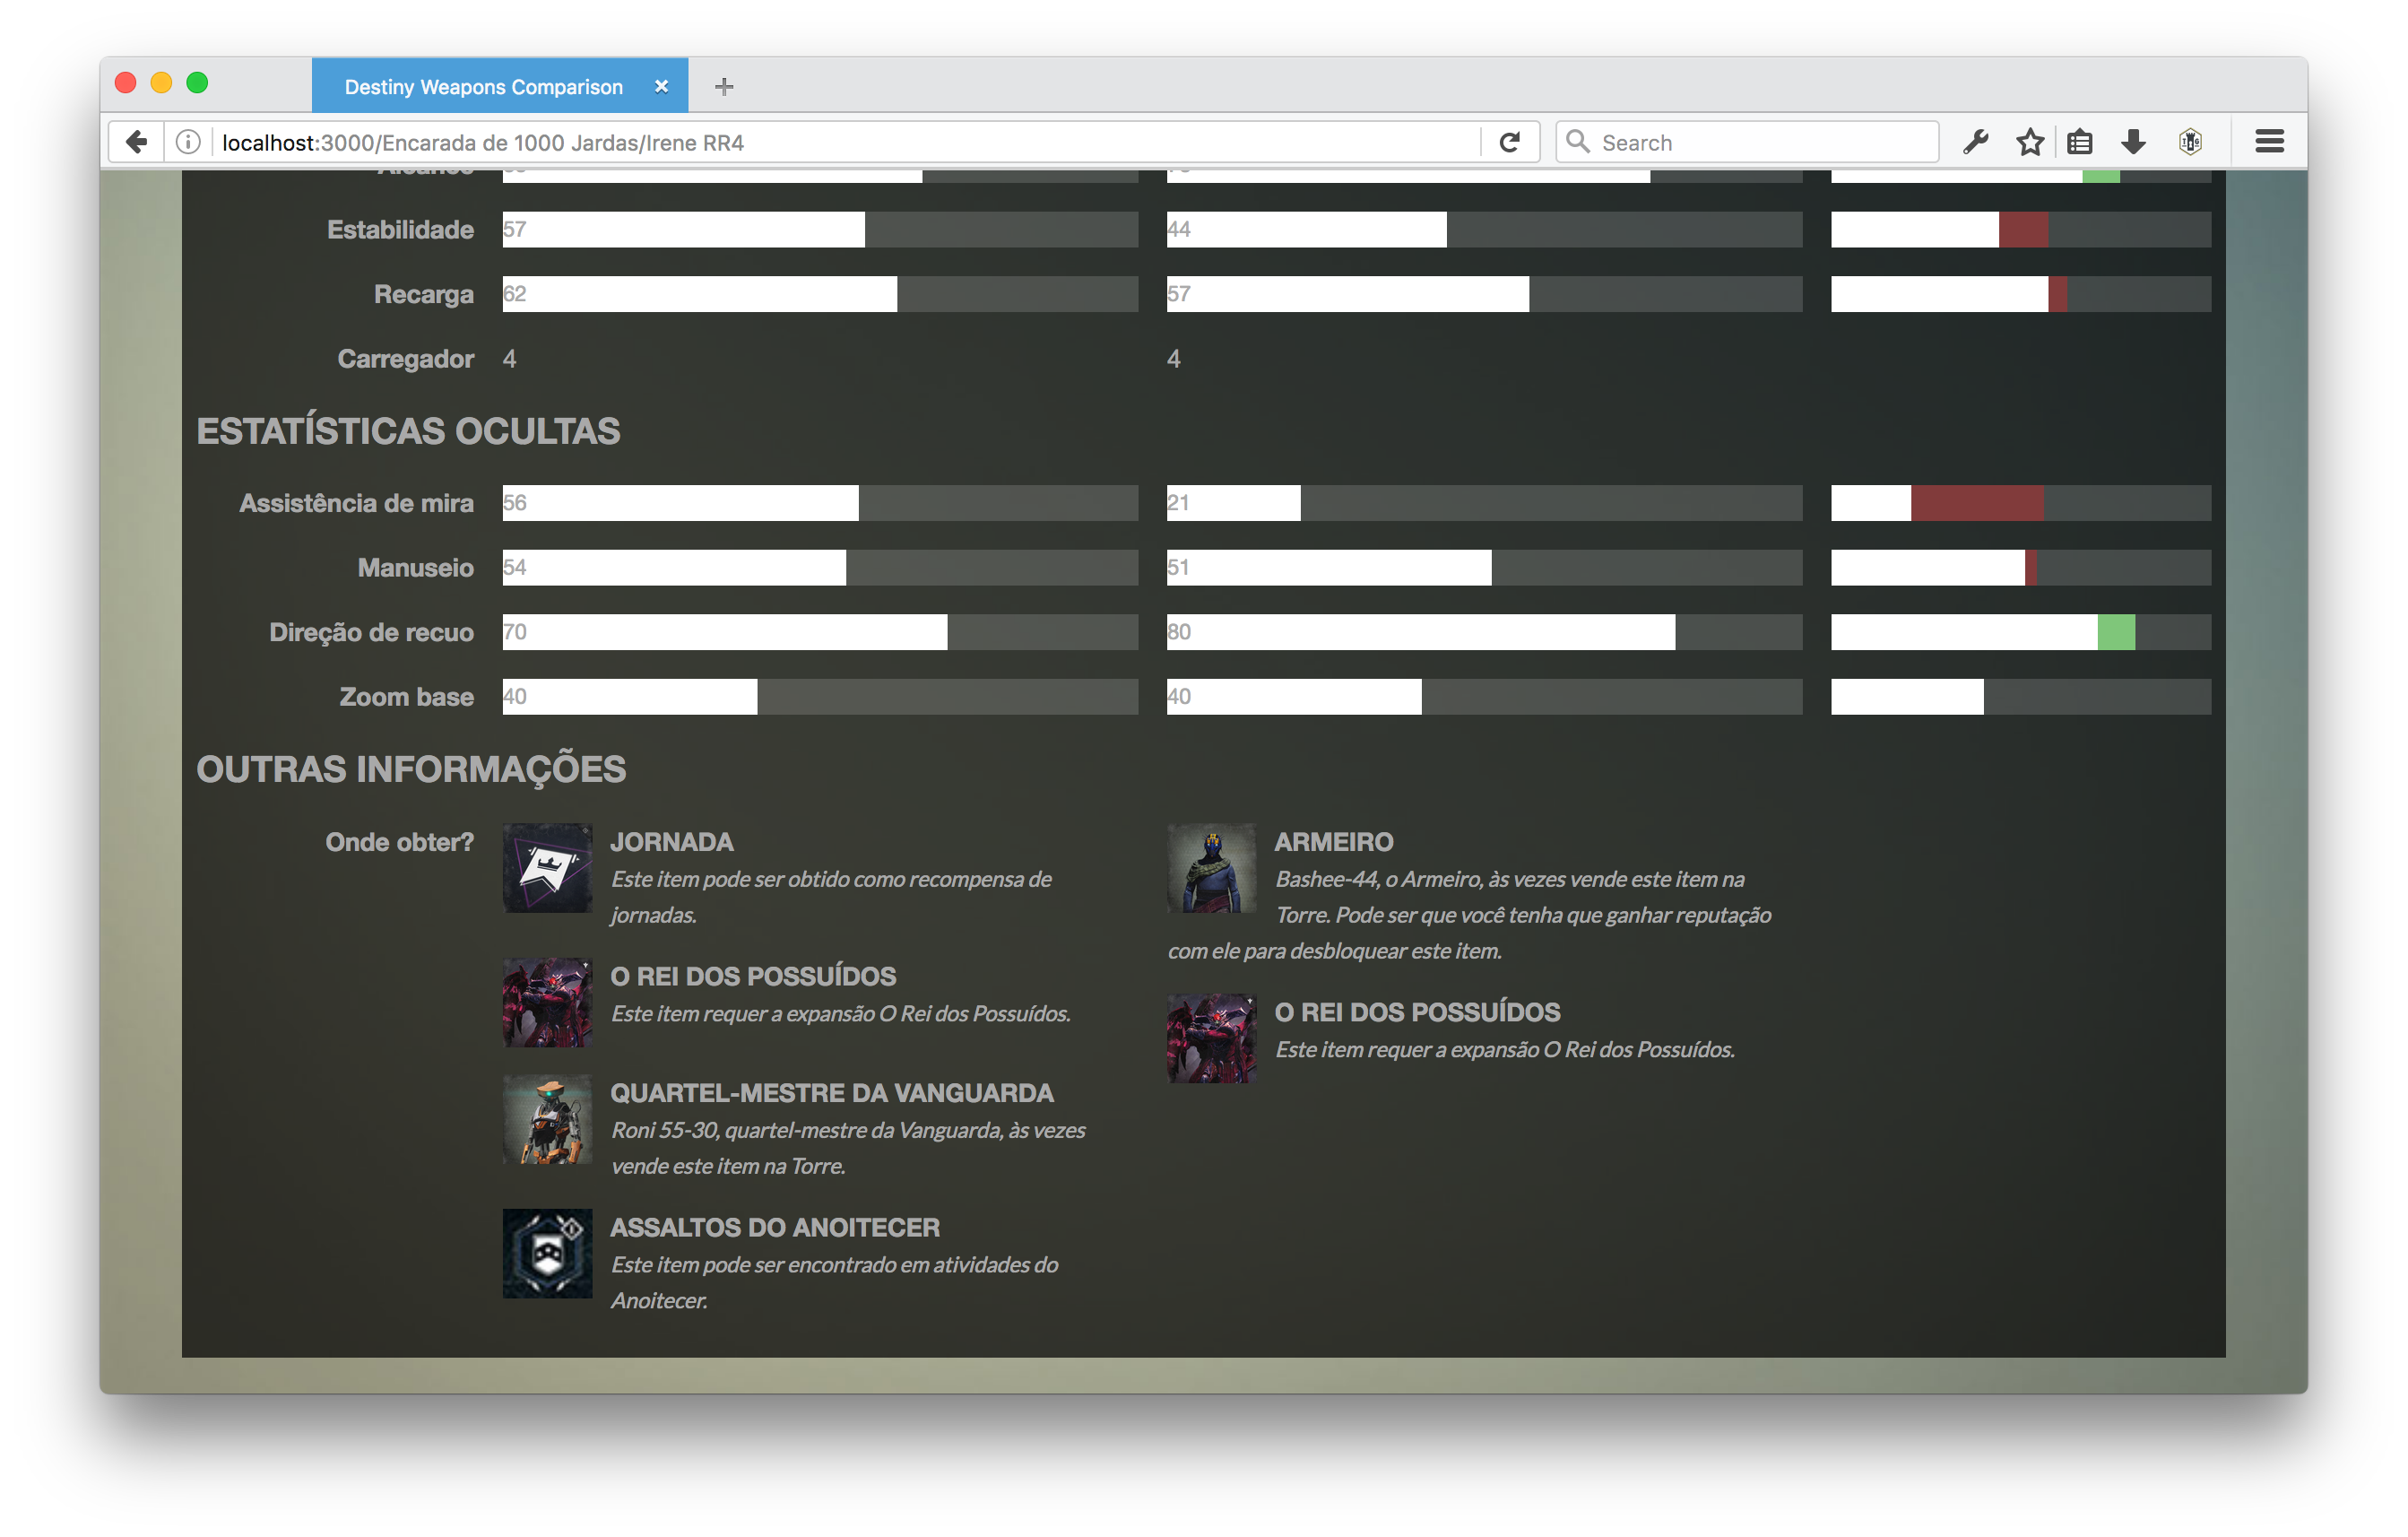 Destiny Weapons Comparison
localhost:3000/Encarada de 1000 Jardas/Irene RR4
Search
Alcance
Estabilidade 57 44
Recarga 62 57
Carregador 4 4
ESTATÍSTICAS OCULTAS
Assistência de mira 56 21
Manuseio 54 51
Direção de recuo 70 80
Zoom base 40 40
OUTRAS INFORMAÇÕES
Onde obter?
JORNADA
Este item pode ser obtido como recompensa de
jornadas.
O REI DOS POSSUÍDOS
Este item requer a expansão O Rei dos Possuídos.
QUARTEL-MESTRE DA VANGUARDA
Roni 55-30, quartel-mestre da Vanguarda, às vezes
vende este item na Torre.
ASSALTOS DO ANOITECER
Este item pode ser encontrado em atividades do
Anoitecer.
ARMEIRO
Bashee-44, o Armeiro, às vezes vende este item na
Torre. Pode ser que você tenha que ganhar reputação
com ele para desbloquear este item.
O REI DOS POSSUÍDOS
Este item requer a expansão O Rei dos Possuídos.